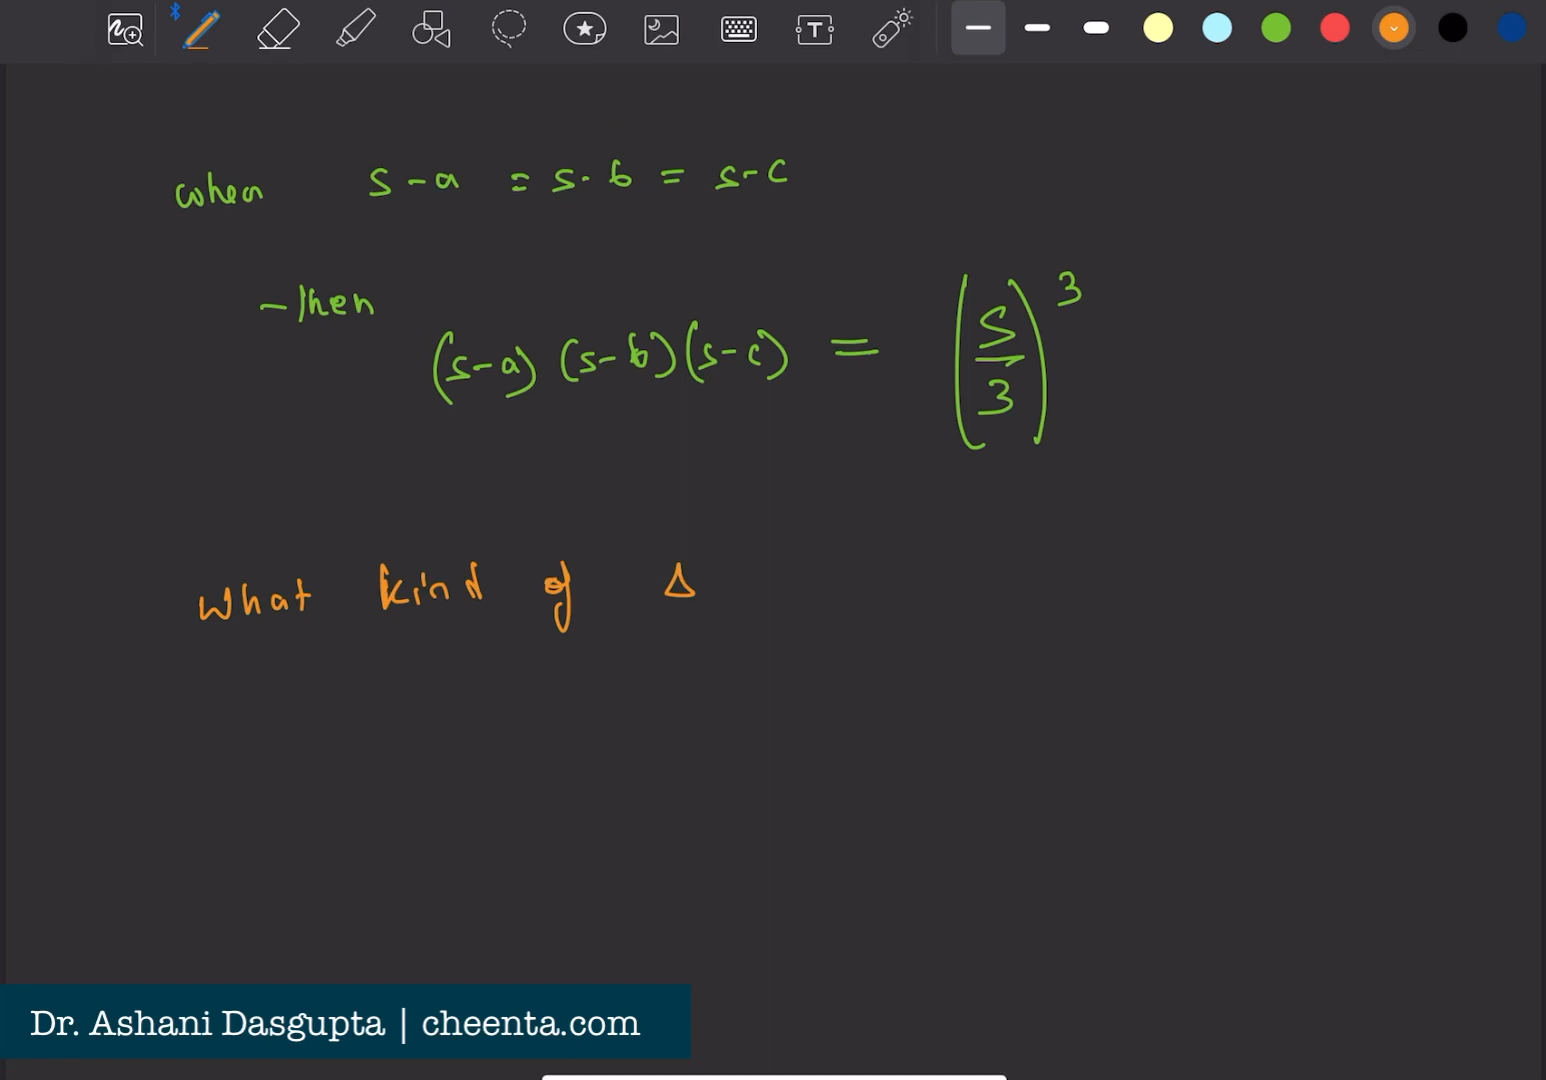 when s-a = s-b = s-c
Then
(s-a) (s-b) (s-c) = (s/3)^3
What kind of Δ
Dr. Ashani Dasgupta | cheenta.com